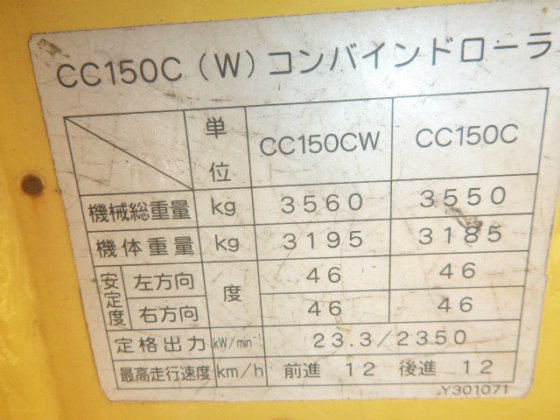 CC150C (W) コンバインドローラ
単位 CC150CW CC150C
機械総重量 kg 3560 3550
機体重量 kg 3195 3185
安定度 左方向 度 46 46
右方向 46 46
定格出力 kW/min⁻¹ 23.3/2350
最高走行速度 km/h 前進 12 後進 12
Y301071